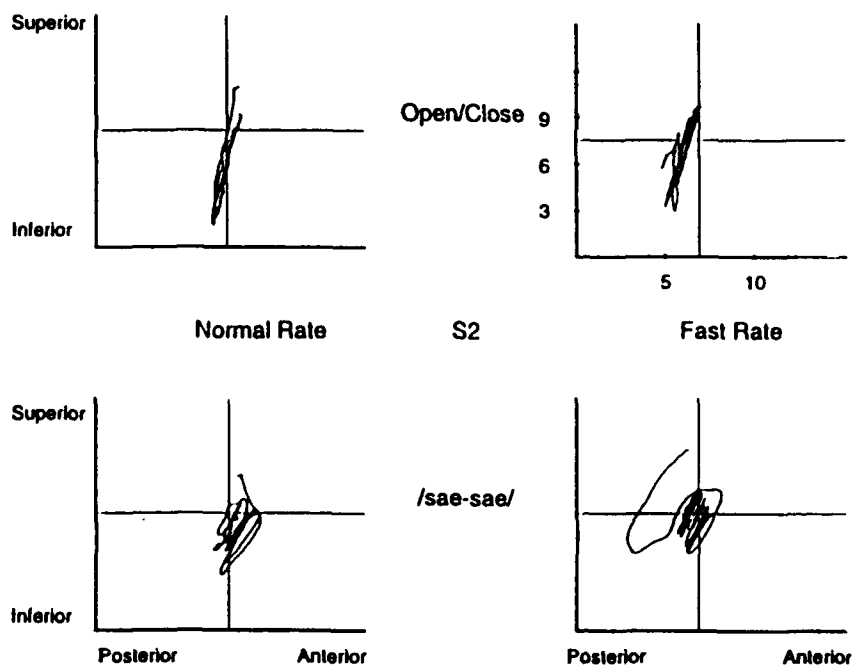 Superior
Open/Close 9
6
Inferior
3
5 10
Normal Rate S2 Fast Rate
Superior
/sae-sae/
Inferior
Posterior Anterior Posterior Anterior